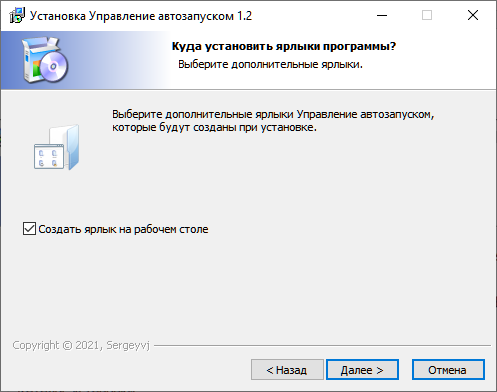 Установка Управление автозапуском 1.2
Куда установить ярлыки программы?
Выберите дополнительные ярлыки.
Выберите дополнительные ярлыки Управление автозапуском,
которые будут созданы при установке.
Создать ярлык на рабочем столе
Copyright © 2021, Sergeyvj
< Назад
Далее >
Отмена